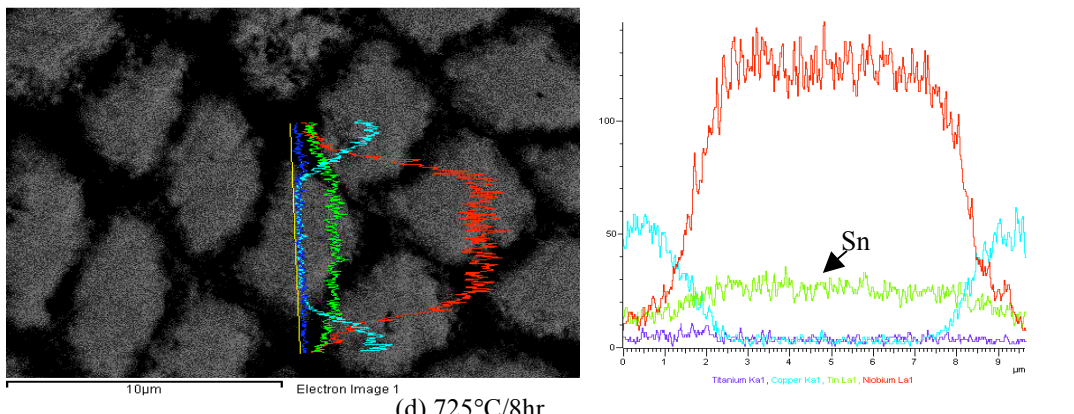 Sn
100
50
0
0 1 2 3 4 5 6 7 8 9
µm
Titanium Ka1, Copper Ka1, Tin La1, Niobium La1
10µm Electron Image 1
(d) 725°C/8hr